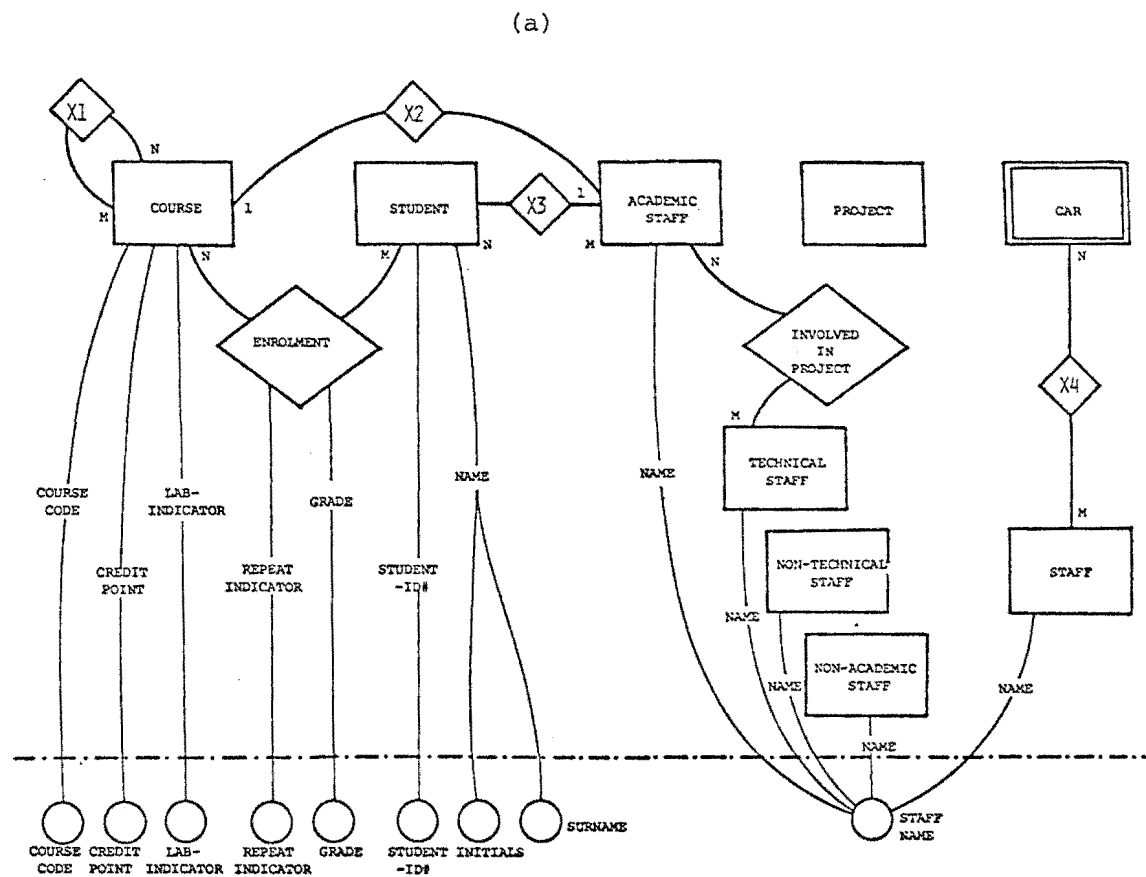 (a)
X1
X2
N
M
COURSE
1
STUDENT
X3
1
ACADEMIC
STAFF
PROJECT
CAR
N
M
N
M
N
N
ENROLMENT
INVOLVED
IN
PROJECT
X4
M
TECHNICAL
STAFF
NAME
COURSE
CODE
LAB-
INDICATOR
GRADE
NAME
M
CREDIT
POINT
REPEAT
INDICATOR
STUDENT
-ID#
NON-TECHNICAL
STAFF
STAFF
NAME
NON-ACADEMIC
STAFF
NAME
NAME
NAME
COURSE
CODE
CREDIT
POINT
LAB-
INDICATOR
REPEAT
INDICATOR
GRADE
STUDENT
-ID#
INITIALS
SURNAME
STAFF
NAME